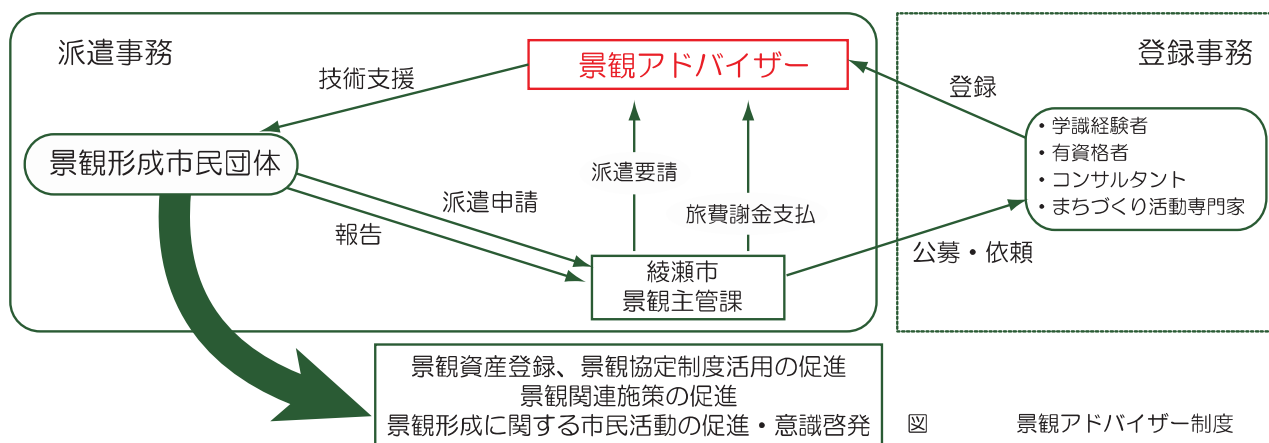 派遣事務
登録事務
景観アドバイザー
技術支援
登録
景観形成市民団体
・学識経験者
・有資格者
・コンサルタント
・まちづくり活動専門家
派遣要請
旅費謝金支払
派遣申請
報告
公募・依頼
綾瀬市
景観主管課
景観資産登録、景観協定制度活用の促進
景観関連施策の促進
景観形成に関する市民活動の促進・意識啓発
図 景観アドバイザー制度